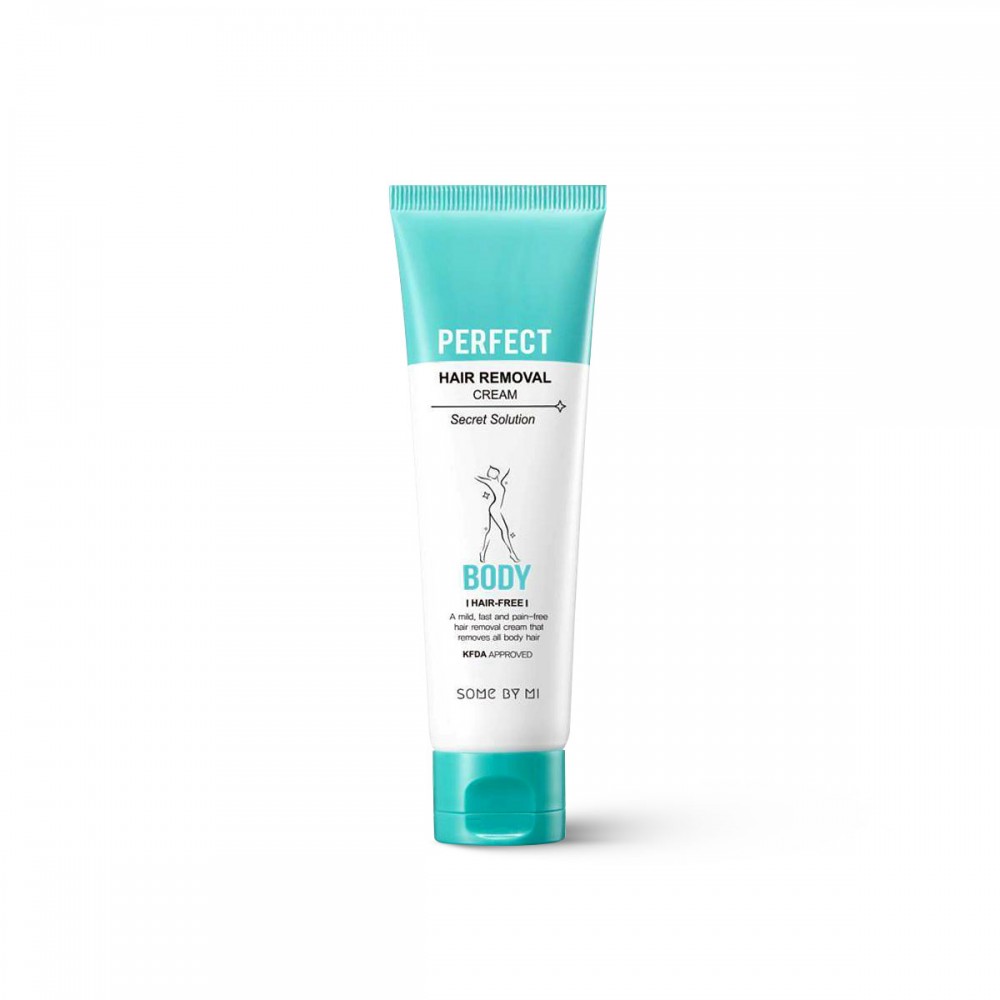 PERFECT
HAIR REMOVAL
CREAM
Secret Solution
BODY
I HAIR-FREE I
A mild, fast and pain-free
hair removal cream that
removes all body hair
KFDA APPROVED
SOME BY MI